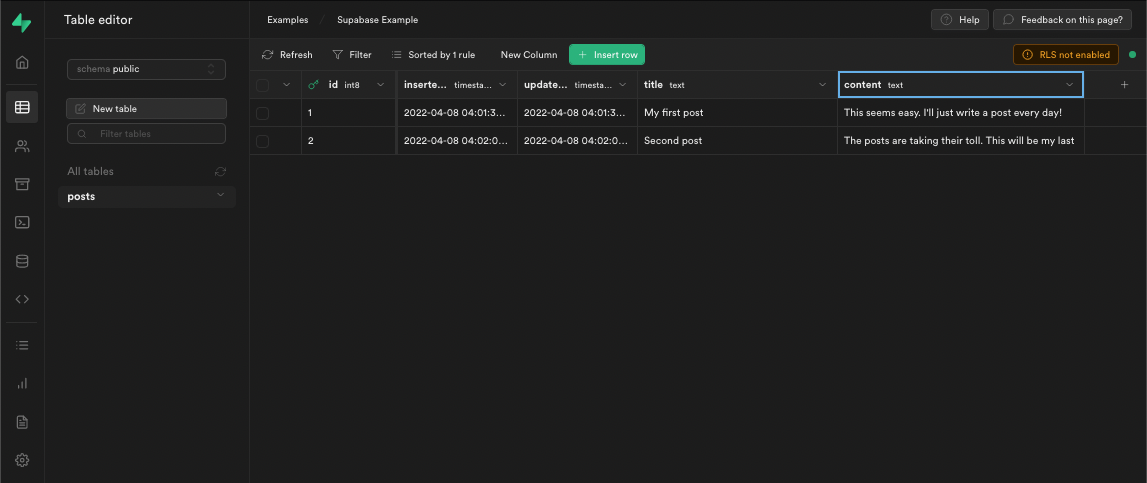 Table editor
Examples / Supabase Example
Help
Feedback on this page?
schema public
New table
Filter tables
All tables
posts
Refresh
Filter
Sorted by 1 rule
New Column
+ Insert row
RLS not enabled
id int8 inserte... timesta... update... timesta... title text content text +
1 2022-04-08 04:01:3... 2022-04-08 04:01:3... My first post This seems easy. I'll just write a post every day!
2 2022-04-08 04:02:0... 2022-04-08 04:02:0... Second post The posts are taking their toll. This will be my last